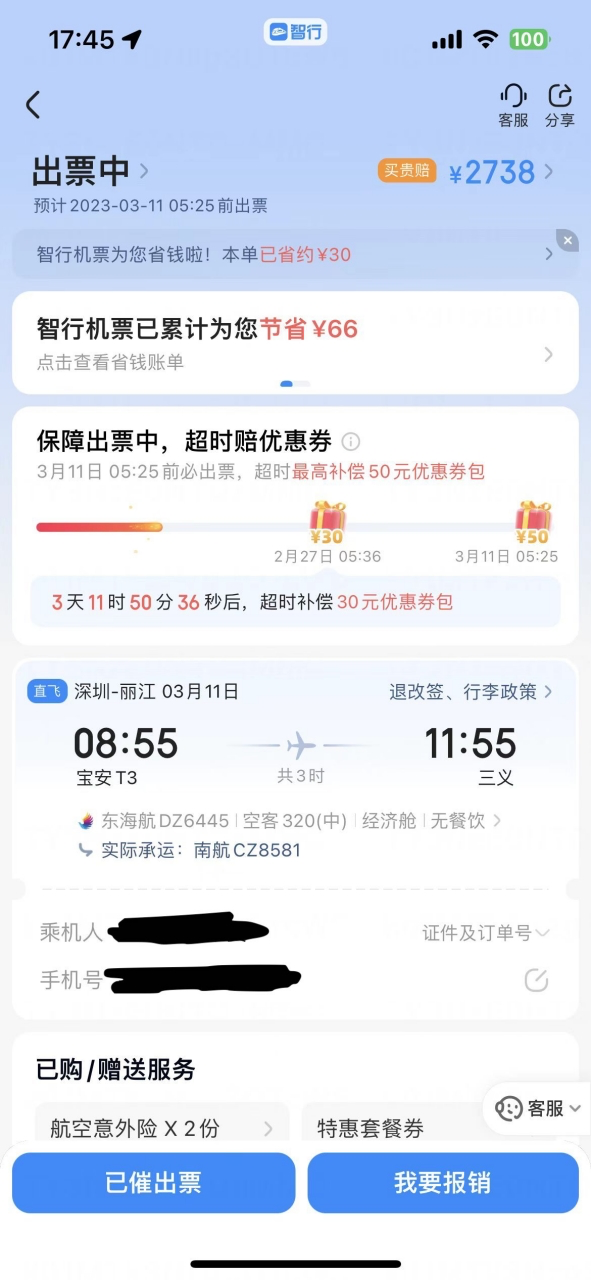 17:45
智行
100
客服
分享
出票中
买贵赔
¥2738
预计2023-03-11 05:25前出票
智行机票为您省钱啦！本单已省约¥30
智行机票已累计为您节省¥66
点击查看省钱账单
保障出票中，超时赔优惠券
3月11日 05:25前必出票，超时最高补偿50元优惠券包
¥30
¥50
2月27日 05:36
3月11日 05:25
3天11时50分36秒后，超时补偿30元优惠券包
直飞 深圳-丽江 03月11日
退改签、行李政策
08:55
11:55
宝安T3
共3时
三义
东海航DZ6445 | 空客320(中) | 经济舱 | 无餐饮
实际承运：南航CZ8581
乘机人
证件及订单号
手机号
已购/赠送服务
客服
航空意外险 X 2份
特惠套餐券
已催出票
我要报销